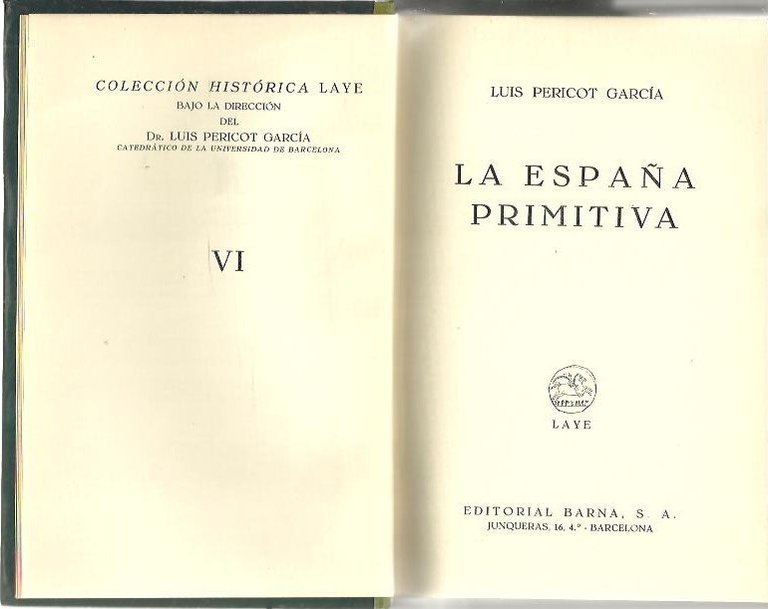 COLECCIÓN HISTÓRICA LAYE
BAJO LA DIRECCIÓN
DEL
DR. LUIS PERICOT GARCÍA
CATEDRÁTICO DE LA UNIVERSIDAD DE BARCELONA
VI
LUIS PERICOT GARCÍA
LA ESPAÑA
PRIMITIVA
LAYE
EDITORIAL BARNA, S. A.
JUNQUERAS, 16, 4.º - BARCELONA